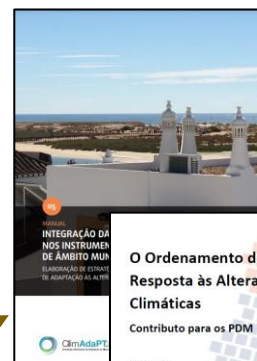 05
MANUAL
INTEGRAÇÃO DA
NOS INSTRUMEN
DE ÂMBITO MUN
ELABORAÇÃO DE ESTRATÉ
DE ADAPTAÇÃO ÀS ALTER
ClimAdaPT.
O Ordenamento d
Resposta às Altera
Climáticas
Contributo para os PDM